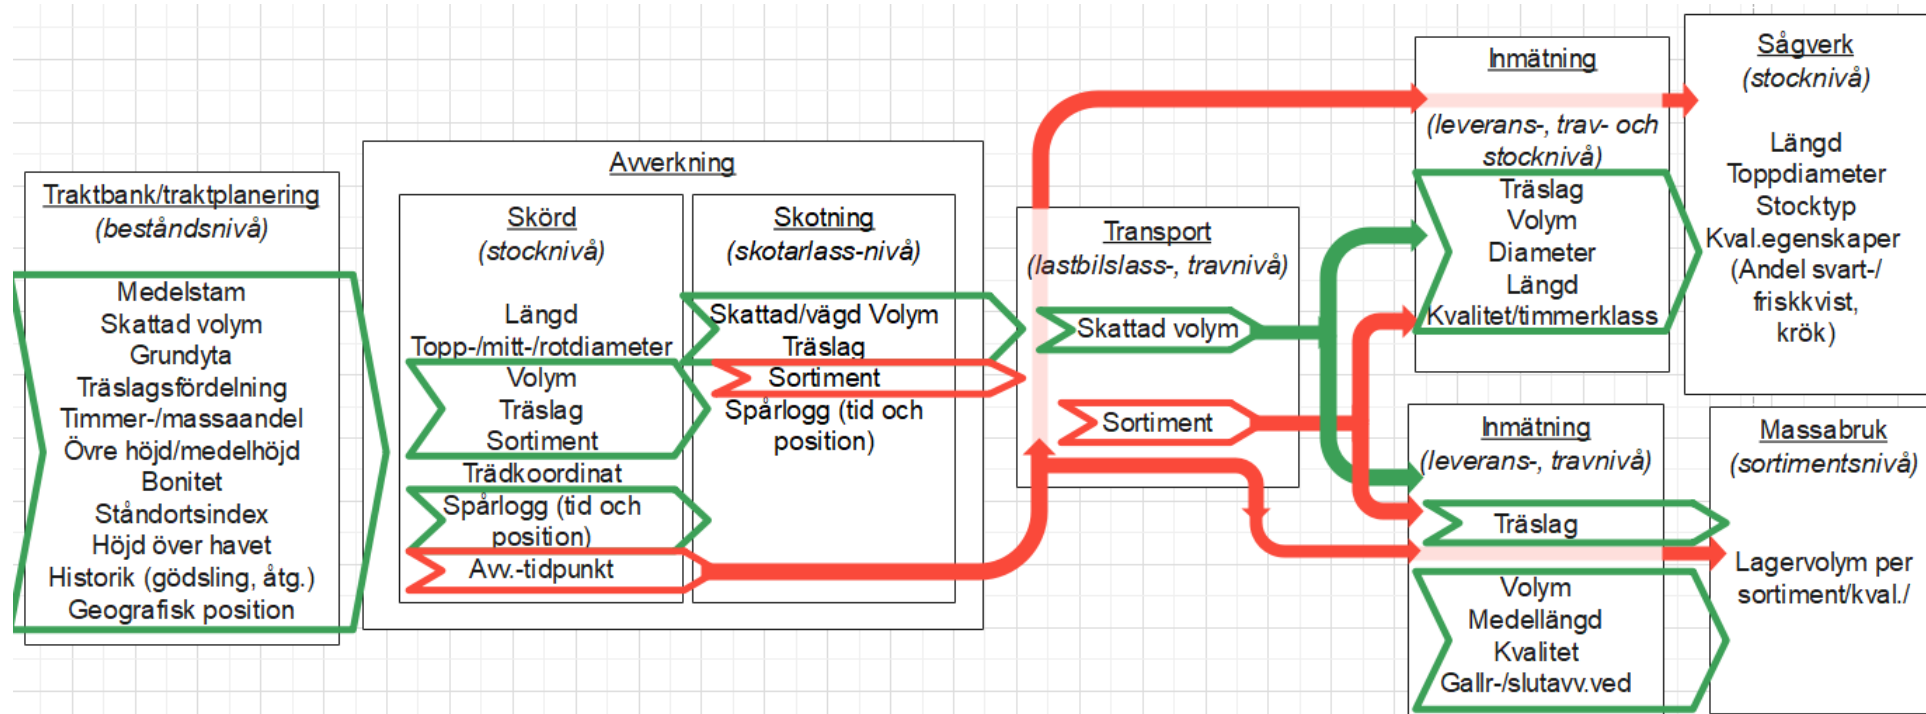 Traktbank/traktplanering
(beståndsnivå)
Medelstam
Skattad volym
Grundyta
Träslagsfördelning
Timmer-/massaandel
Övre höjd/medelhöjd
Bonitet
Ståndortsindex
Höjd över havet
Historik (gödsling, åtg.)
Geografisk position
Avverkning
Skörd
(stocknivå)
Längd
Topp-/mitt-/rotdiameter
Volym
Träslag
Sortiment
Trädkoordinat
Spårlogg (tid och
position)
Avv.-tidpunkt
Skotning
(skotarlass-nivå)
Skattad/vägd Volym
Träslag
Sortiment
Spårlogg (tid och
position)
Transport
(lastbilslass-, travnivå)
Skattad volym
Sortiment
Inmätning
(leverans-, trav- och
stocknivå)
Träslag
Volym
Diameter
Längd
Kvalitet/timmerklass
Sågverk
(stocknivå)
Längd
Toppdiameter
Stocktyp
Kval.egenskaper
(Andel svart-/
friskkvist,
krök)
Inmätning
(leverans-, travnivå)
Träslag
Volym
Medellängd
Kvalitet
Gallr-/slutavv.ved
Massabruk
(sortimentsnivå)
Lagervolym per
sortiment/kval./